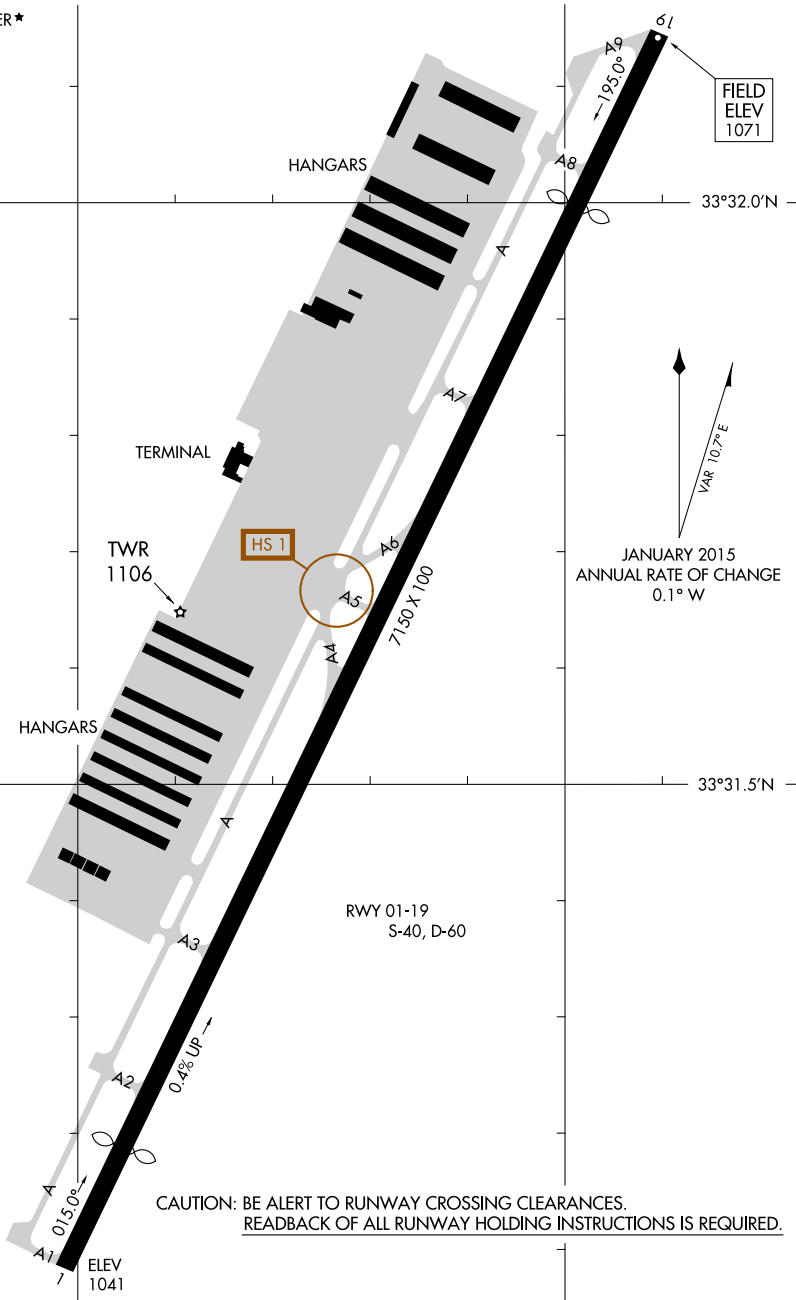 ER★
19
A9
195.0°
FIELD
ELEV
1071
A8
HANGARS
33°32.0'N
A
A7
VAR 10.7° E
TERMINAL
JANUARY 2015
ANNUAL RATE OF CHANGE
0.1° W
HS 1
A6
TWR
1106
A5
7150 X 100
A4
HANGARS
33°31.5'N
A
RWY 01-19
S-40, D-60
A3
0.4% UP
A2
A
015.0°
CAUTION: BE ALERT TO RUNWAY CROSSING CLEARANCES.
READBACK OF ALL RUNWAY HOLDING INSTRUCTIONS IS REQUIRED.
A1
1
ELEV
1041